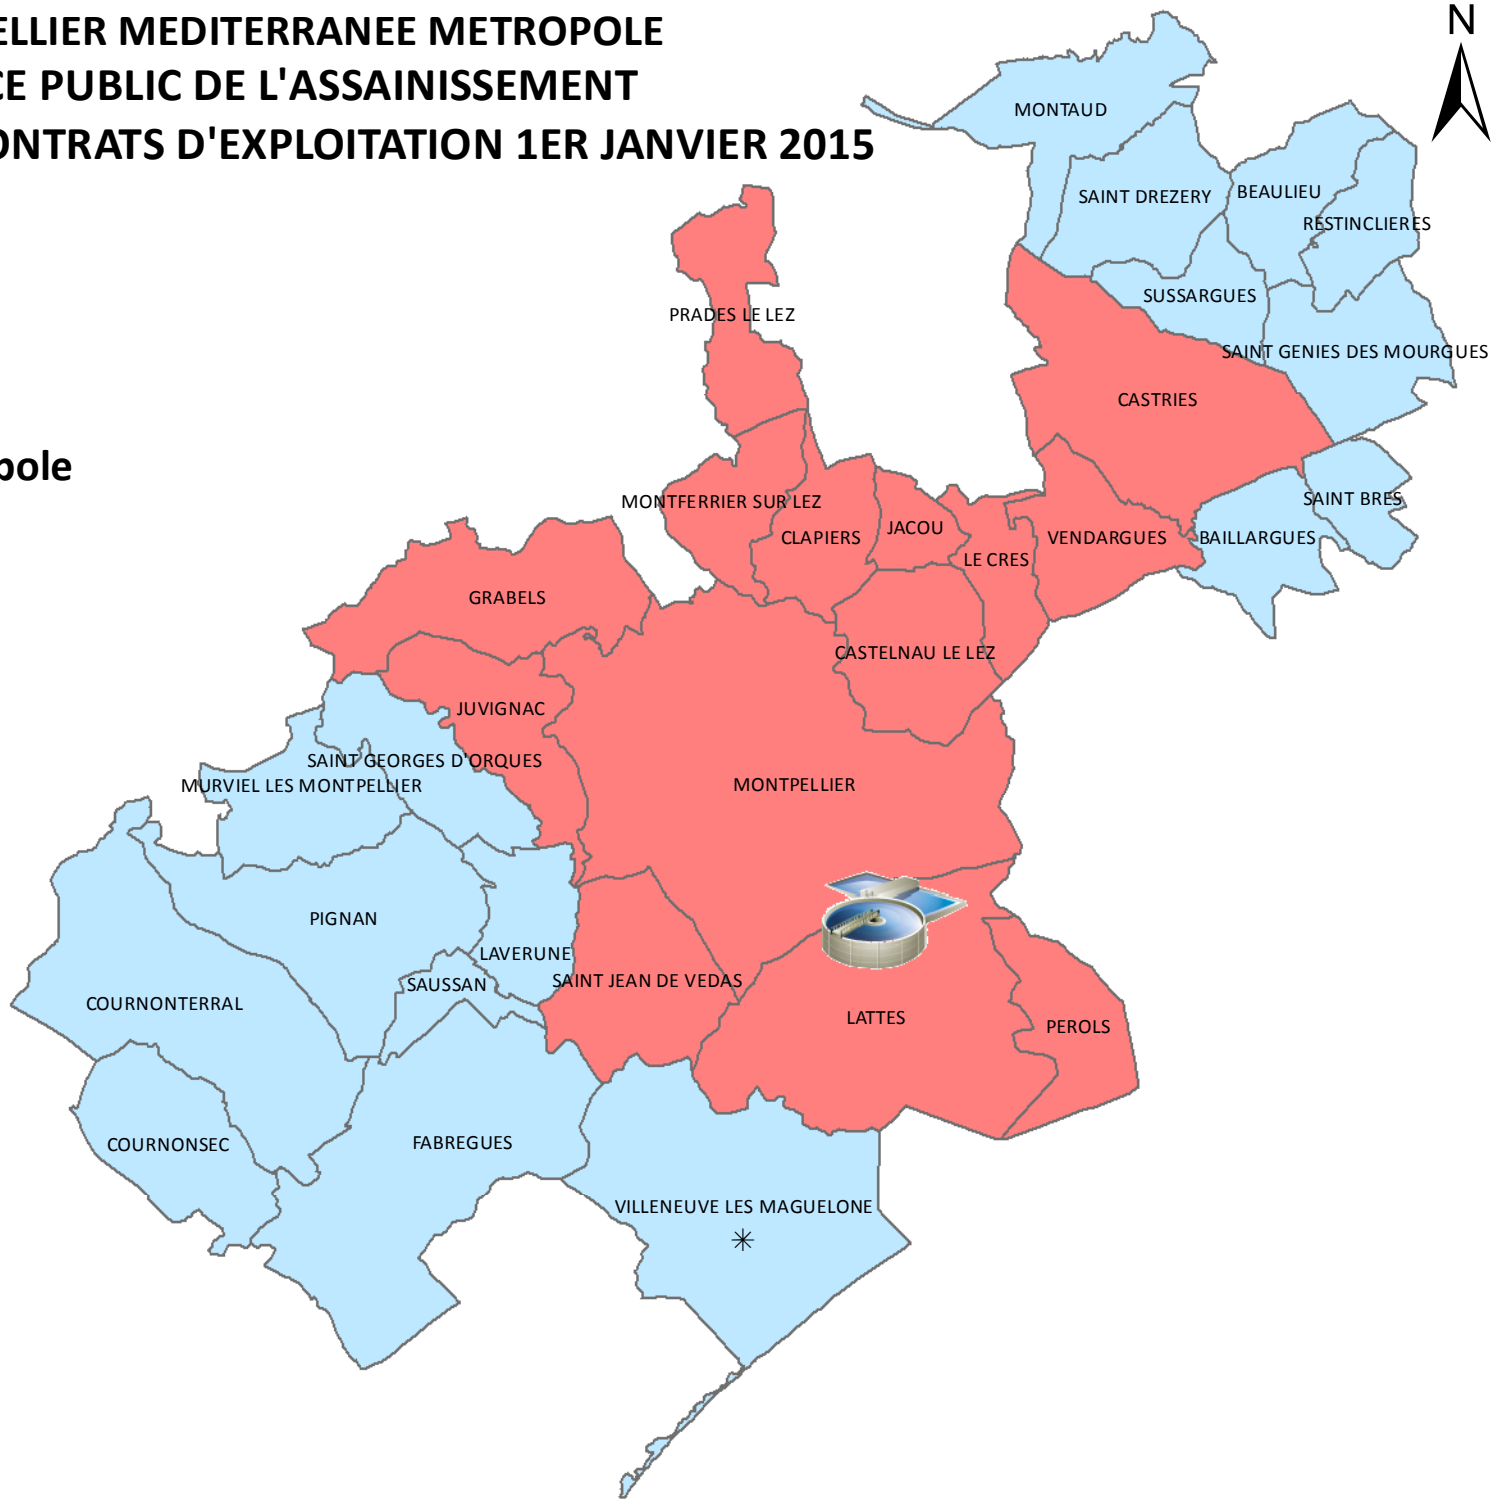 ELLIER MEDITERRANEE METROPOLE
CE PUBLIC DE L'ASSAINISSEMENT
ONTRATS D'EXPLOITATION 1ER JANVIER 2015
N
MONTAUD
SAINT DREZERY
BEAULIEU
RESTINCLIERES
SUSSARGUES
PRADES LE LEZ
SAINT GENIES DES MOURGUES
CASTRIES
pole
MONTFERRIER SUR LEZ
SAINT BRES
JACOU
CLAPIERS
VENDARGUES
BAILLARGUES
LE CRES
GRABELS
CASTELNAU LE LEZ
JUVIGNAC
SAINT GEORGES D'ORQUES
MURVIEL LES MONTPELLIER
MONTPELLIER
PIGNAN
LAVERUNE
SAUSSAN
SAINT JEAN DE VEDAS
COURNONTERRAL
LATTES
PEROLS
COURNONSEC
FABREGUES
VILLENEUVE LES MAGUELONE